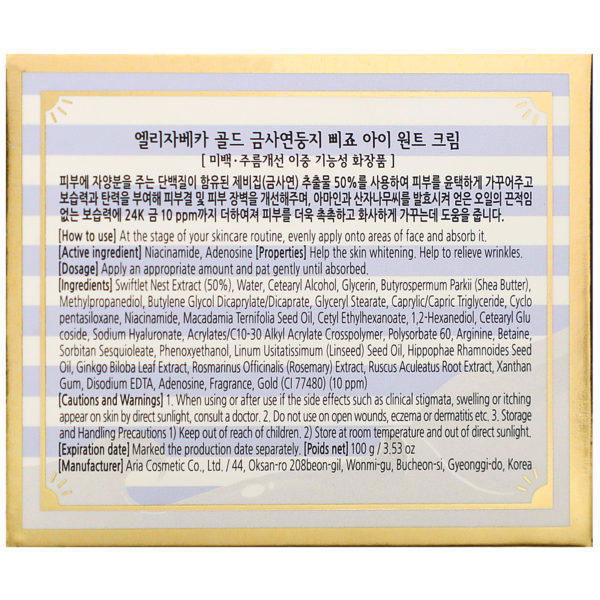 엘리자베카 골드 금사연둥지 삐죠 아이 원트 크림
[ 미백·주름개선 이중 기능성 화장품 ]
피부에 자양분을 주는 단백질이 함유된 제비집(금사연) 추출물 50%를 사용하여 피부를 윤택하게 가꾸어주고
보습력과 탄력을 부여해 피부결 및 피부 장벽을 개선해주며, 아마인과 산자나무씨를 발효시켜 얻은 오일의 끈적임
없는 보습력에 24K 금 10 ppm까지 더하여져 피부를 더욱 촉촉하고 화사하게 가꾸는데 도움을 줍니다.
[How to use] At the stage of your skincare routine, evenly apply onto areas of face and absorb it.
[Active ingredient] Niacinamide, Adenosine [Properties] Help the skin whitening. Help to relieve wrinkles.
[Dosage] Apply an appropriate amount and pat gently until absorbed.
[Ingredients] Swiftlet Nest Extract (50%), Water, Cetearyl Alcohol, Glycerin, Butyrospermum Parkii (Shea Butter),
Methylpropanediol, Butylene Glycol Dicaprylate/Dicaprate, Glyceryl Stearate, Caprylic/Capric Triglyceride, Cyclo
pentasiloxane, Niacinamide, Macadamia Ternifolia Seed Oil, Cetyl Ethylhexanoate, 1,2-Hexanediol, Cetearyl Glu
coside, Sodium Hyaluronate, Acrylates/C10-30 Alkyl Acrylate Crosspolymer, Polysorbate 60, Arginine, Betaine,
Sorbitan Sesquioleate, Phenoxyethanol, Linum Usitatissimum (Linseed) Seed Oil, Hippophae Rhamnoides Seed
Oil, Ginkgo Biloba Leaf Extract, Rosmarinus Officinalis (Rosemary) Extract, Ruscus Aculeatus Root Extract, Xanthan
Gum, Disodium EDTA, Adenosine, Fragrance, Gold (CI 77480) (10 ppm)
[Cautions and Warnings] 1. When using or after use if the side effects such as clinical stigmata, swelling or itching
appear on skin by direct sunlight, consult a doctor. 2. Do not use on open wounds, eczema or dermatitis etc. 3. Storage
and Handling Precautions 1) Keep out of reach of children. 2) Store at room temperature and out of direct sunlight.
[Expiration date] Marked the production date separately. [Poids net] 100 g / 3.53 oz
[Manufacturer] Aria Cosmetic Co., Ltd. / 44, Oksan-ro 208beon-gil, Wonmi-gu, Bucheon-si, Gyeonggi-do, Korea